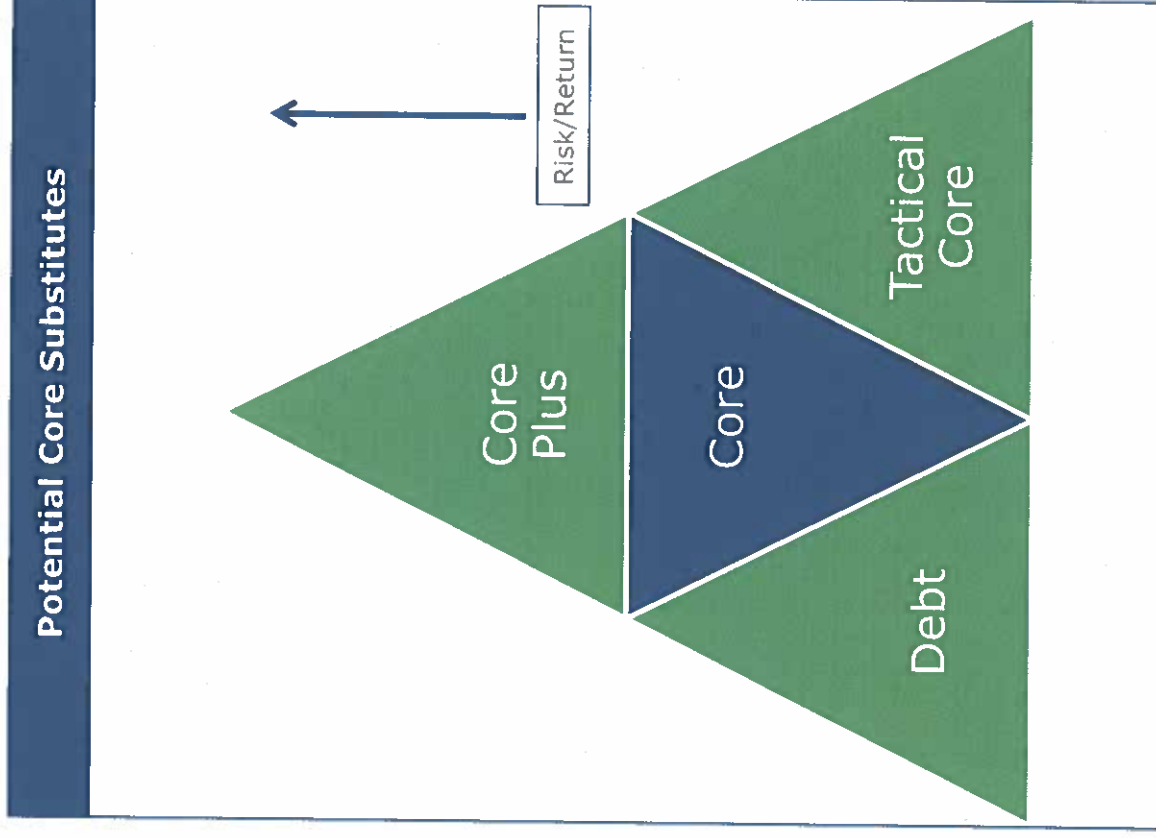 Potential Core Substitutes
Risk/Return
Core
Plus
Core
Debt
Tactical
Core